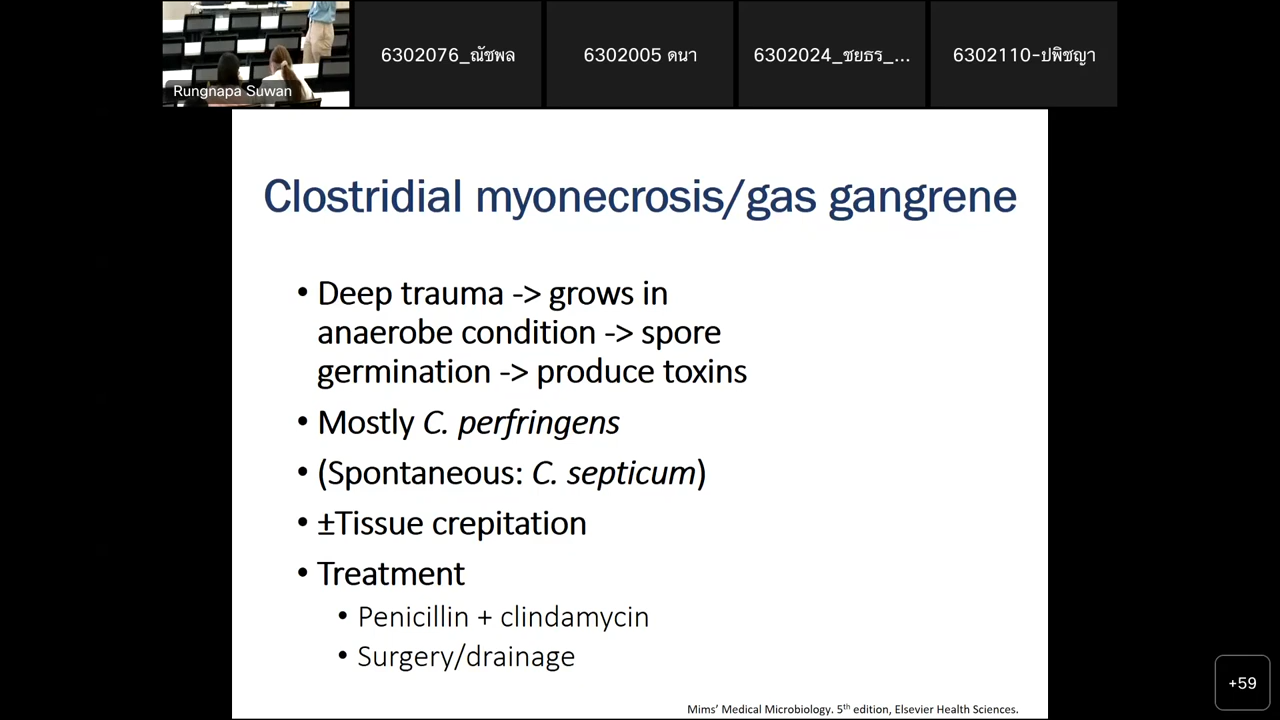 6302076_ณัชพล
6302005 ดนา
6302024_ชยธร_...
6302110-ปพิชญา
Rungnapa Suwan
Clostridial myonecrosis/gas gangrene
• Deep trauma -> grows in
anaerobe condition -> spore
germination -> produce toxins
• Mostly C. perfringens
• (Spontaneous: C. septicum)
• ±Tissue crepitation
• Treatment
• Penicillin + clindamycin
• Surgery/drainage
Mims’ Medical Microbiology. 5th edition, Elsevier Health Sciences.
+59